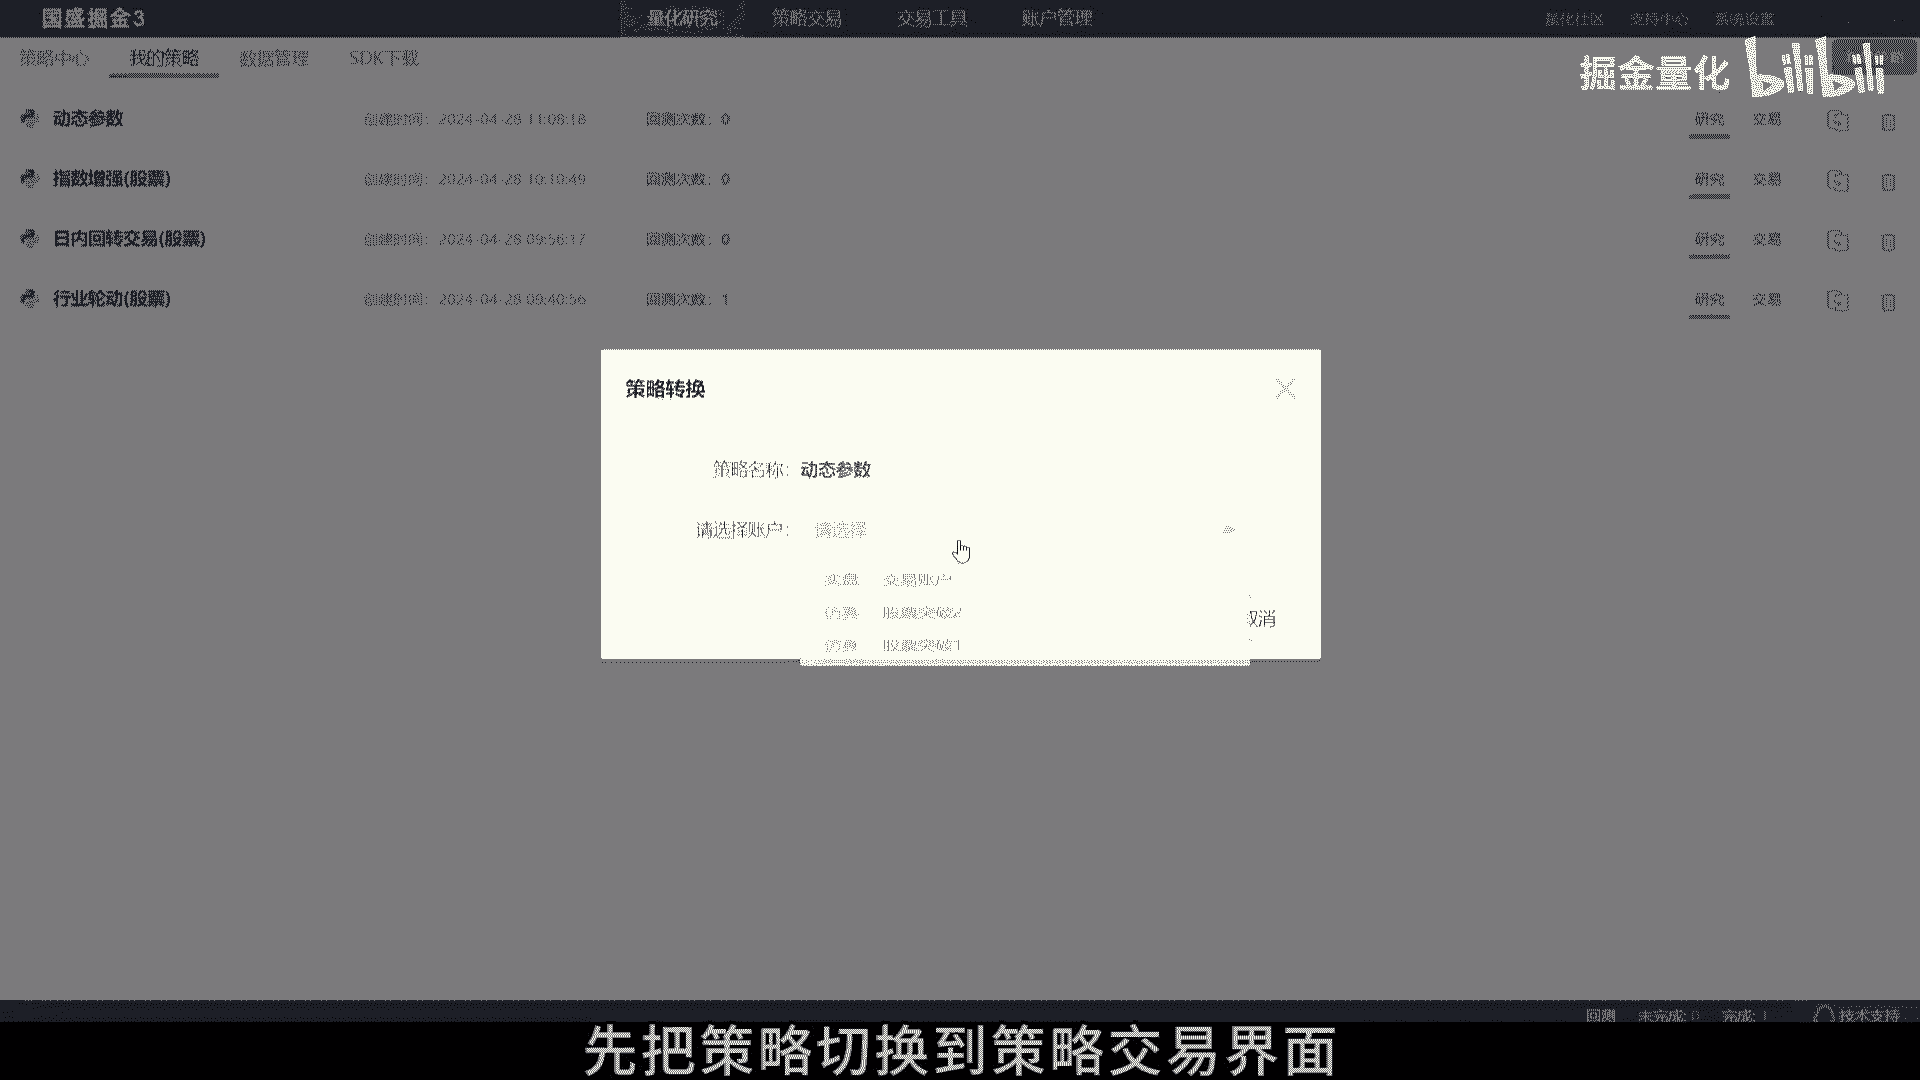 国盛掘金3
量化研究 策略交易 交易工具 账户管理 量化社区 支持中心 系统设置
策略中心 我的策略 数据管理 SDK下载
掘金量化 bilibili
动态参数 创建时间: 2024-04-28 11:08:18 回测次数: 0 研究 交易
指数增强(股票) 创建时间: 2024-04-28 10:10:49 回测次数: 0 研究 交易
日内回转交易(股票) 创建时间: 2024-04-28 09:56:17 回测次数: 0 研究 交易
行业轮动(股票) 创建时间: 2024-04-28 09:40:56 回测次数: 1 研究 交易
策略转换
策略名称: 动态参数
请选择账户: 请选择
实盘 交易账户
仿真 股票突破2
仿真 股票突破1
取消
回测 未完成: 0 完成: 1 技术支持
先把策略切换到策略交易界面